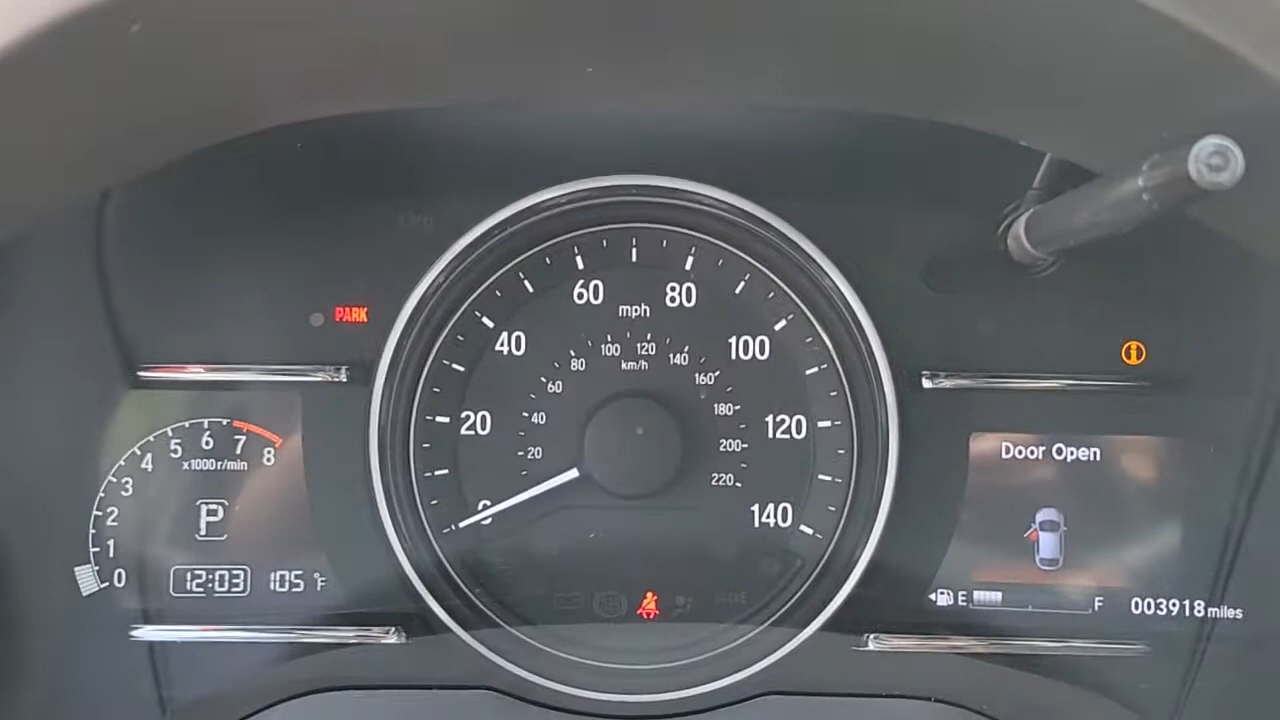 PARK
60 mph 80
40 100
20 120
0 140
80 100 120 140
km/h
60 160
40 180
20 200
220
4 5 6 7 8
x1000 r/min
3
2
1
0
P
12:03 105 °F
Door Open
E F 003918 miles